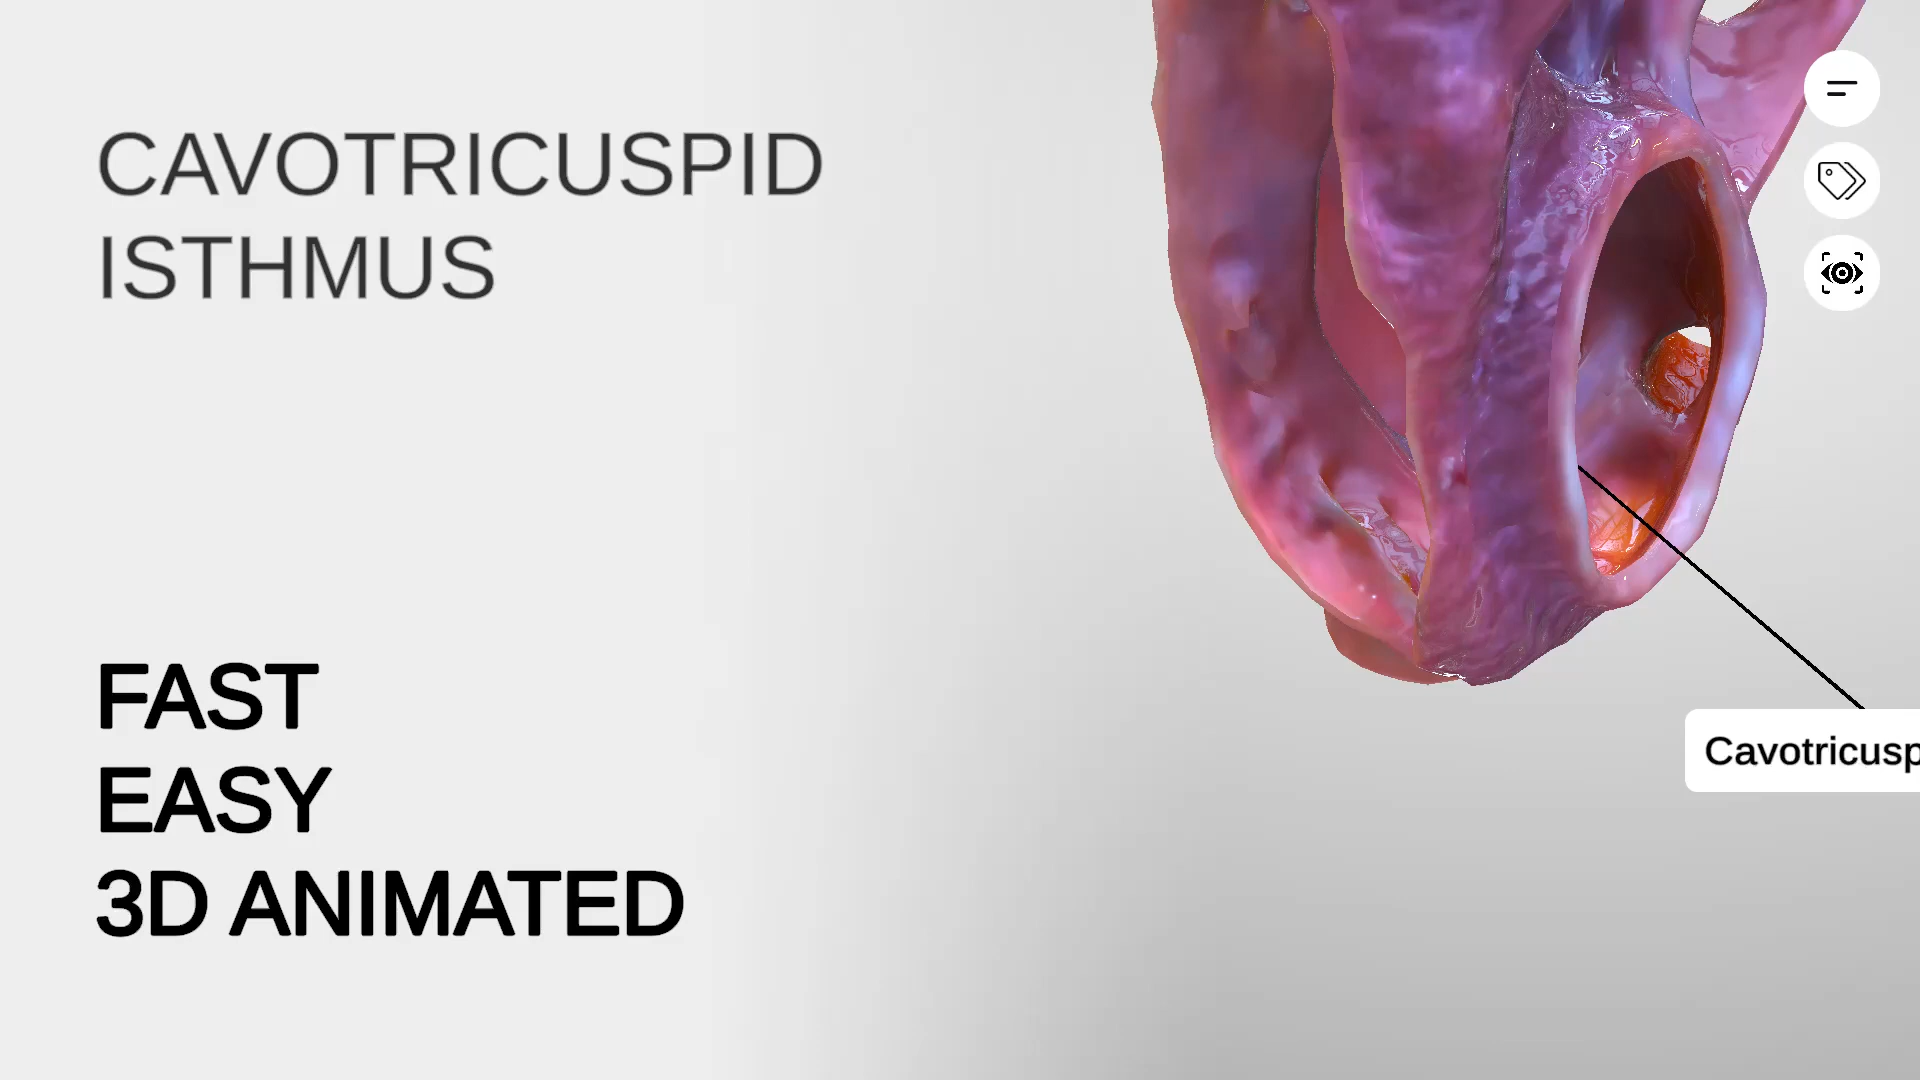 CAVOTRICUSPID
ISTHMUS
FAST
EASY
3D ANIMATED
Cavotricusp